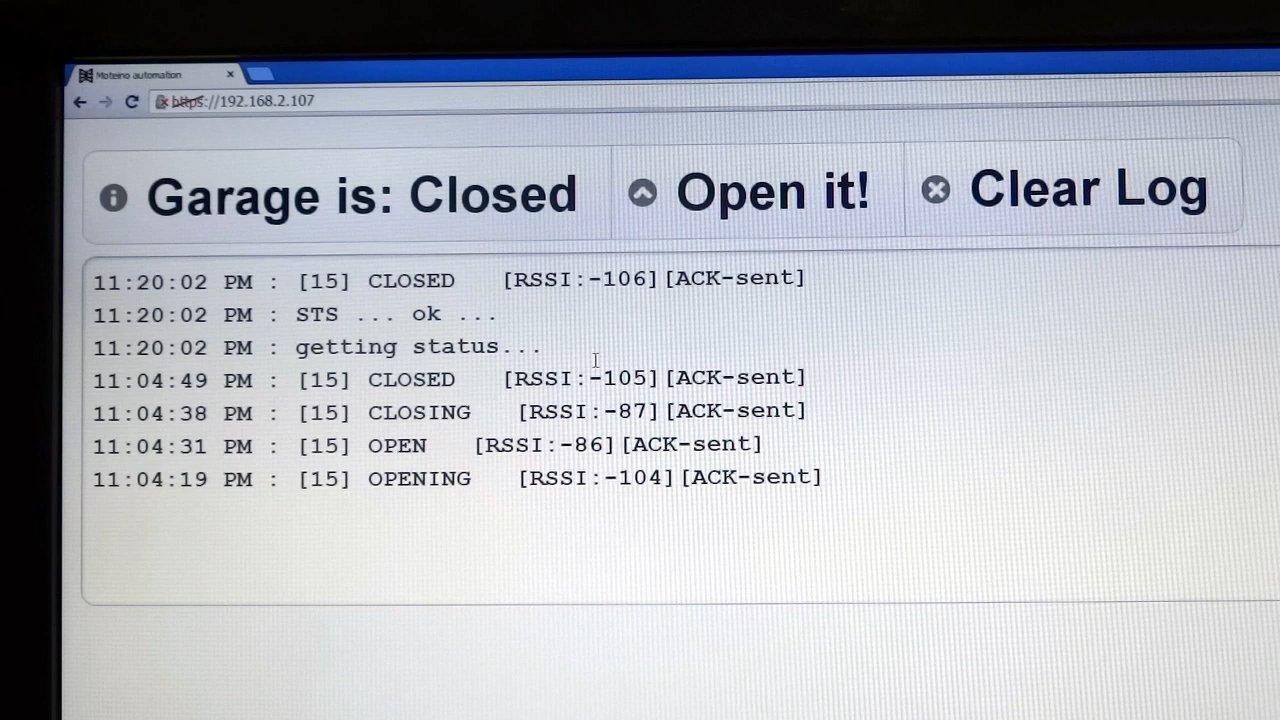 Moteino automation
https://192.168.2.107
Garage is: Closed Open it! Clear Log
11:20:02 PM : [15] CLOSED [RSSI:-106][ACK-sent]
11:20:02 PM : STS ... ok ...
11:20:02 PM : getting status...
11:04:49 PM : [15] CLOSED [RSSI:-105][ACK-sent]
11:04:38 PM : [15] CLOSING [RSSI:-87][ACK-sent]
11:04:31 PM : [15] OPEN [RSSI:-86][ACK-sent]
11:04:19 PM : [15] OPENING [RSSI:-104][ACK-sent]